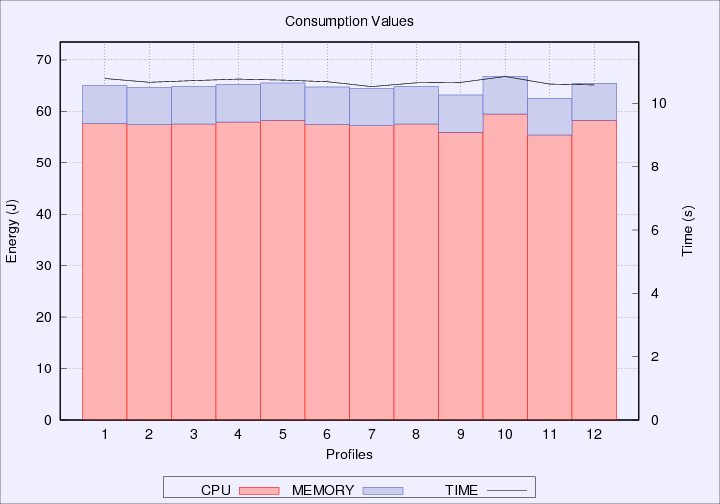 Consumption Values
70
60
50
40
30
20
10
0
Energy (J)
10
8
6
4
2
0
Time (s)
1 2 3 4 5 6 7 8 9 10 11 12
Profiles
CPU MEMORY TIME